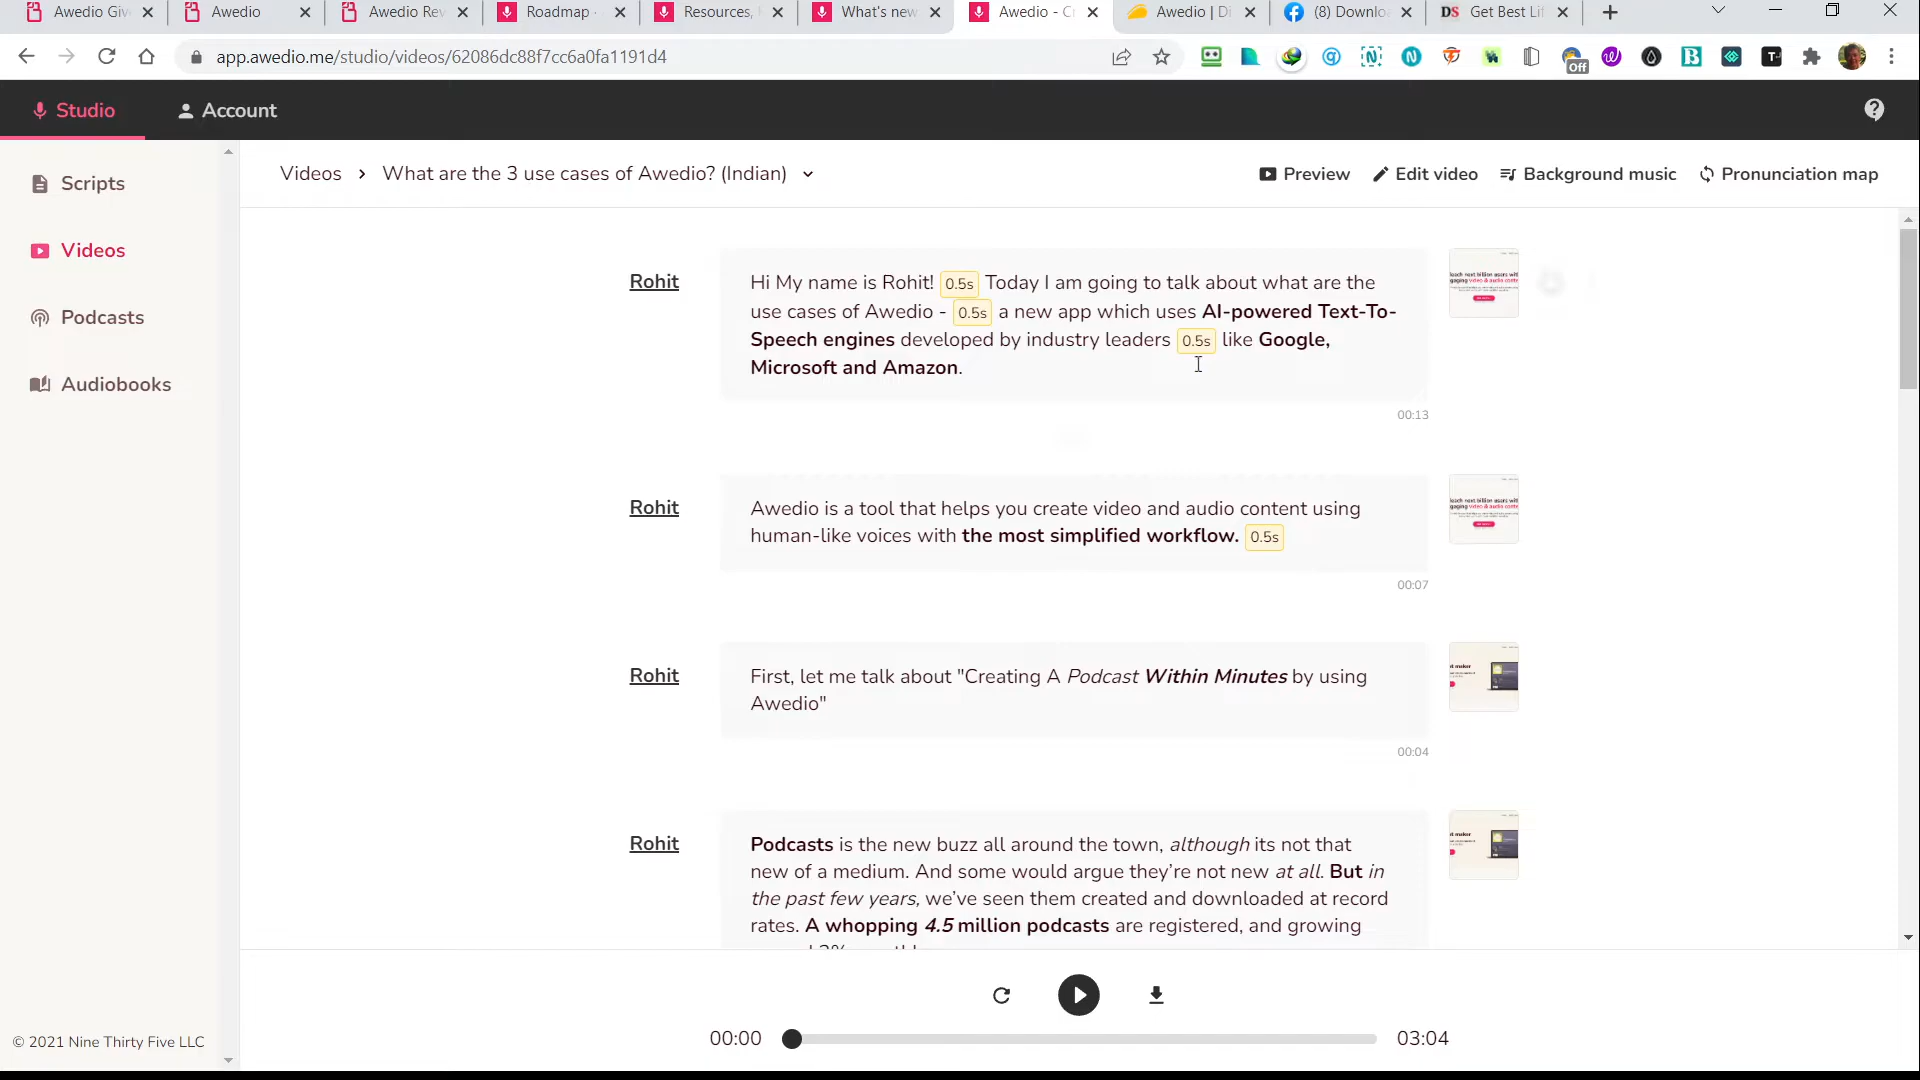 Awedio Giv
Awedio
Awedio Rev
Roadmap
Resources,
What's new
Awedio - C
Awedio | Di
(8) Downlo
DS Get Best Li
app.awedio.me/studio/videos/62086dc88f7cc6a0fa1191d4
Off
Studio
Account
Scripts
Videos
Podcasts
Audiobooks
© 2021 Nine Thirty Five LLC
Videos > What are the 3 use cases of Awedio? (Indian)
Preview
Edit video
Background music
Pronunciation map
Rohit
Hi My name is Rohit! 0.5s Today I am going to talk about what are the
use cases of Awedio - 0.5s a new app which uses AI-powered Text-To-
Speech engines developed by industry leaders 0.5s like Google,
Microsoft and Amazon.
00:13
Rohit
Awedio is a tool that helps you create video and audio content using
human-like voices with the most simplified workflow. 0.5s
00:07
Rohit
First, let me talk about "Creating A Podcast Within Minutes by using
Awedio"
00:04
Rohit
Podcasts is the new buzz all around the town, although its not that
new of a medium. And some would argue they're not new at all. But in
the past few years, we've seen them created and downloaded at record
rates. A whopping 4.5 million podcasts are registered, and growing
00:00
03:04